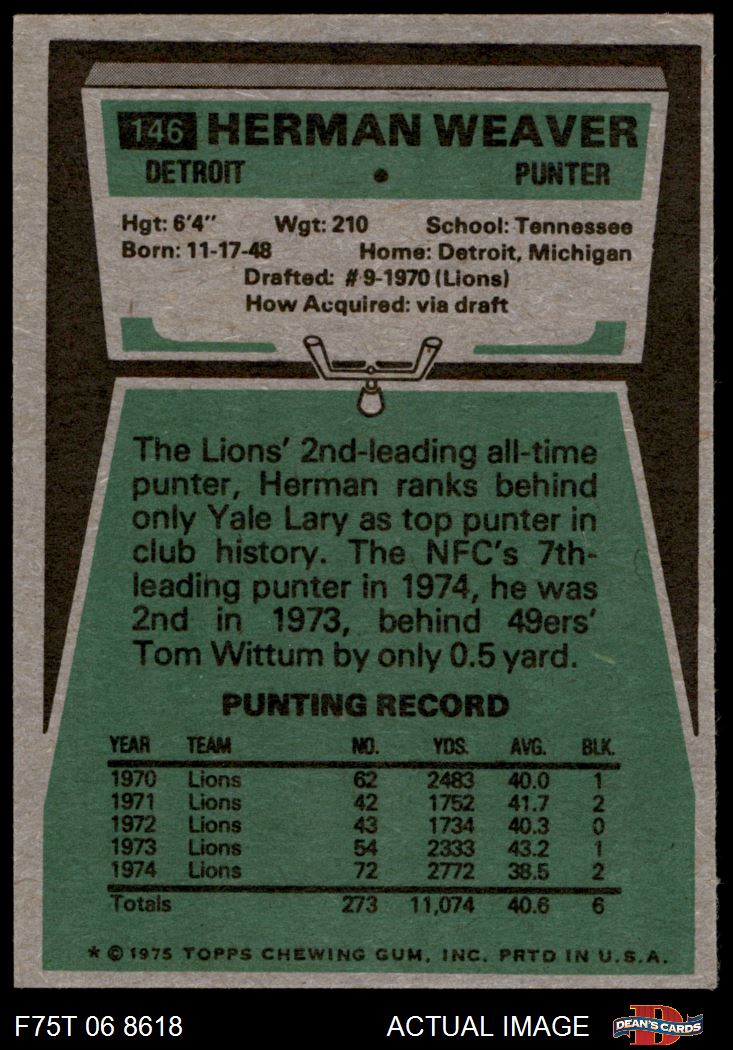 146 HERMAN WEAVER
DETROIT • PUNTER
Hgt: 6'4" Wgt: 210 School: Tennessee
Born: 11-17-48 Home: Detroit, Michigan
Drafted: #9-1970 (Lions)
How Acquired: via draft
The Lions' 2nd-leading all-time
punter, Herman ranks behind
only Yale Lary as top punter in
club history. The NFC's 7th-
leading punter in 1974, he was
2nd in 1973, behind 49ers'
Tom Wittum by only 0.5 yard.
PUNTING RECORD
YEAR TEAM NO. YDS. AVG. BLK.
1970 Lions 62 2483 40.0 1
1971 Lions 42 1752 41.7 2
1972 Lions 43 1734 40.3 0
1973 Lions 54 2333 43.2 1
1974 Lions 72 2772 38.5 2
Totals 273 11,074 40.6 6
* © 1975 TOPPS CHEWING GUM, INC. PRTD IN U.S.A.
F75T 06 8618 ACTUAL IMAGE D DEAN'S CARDS